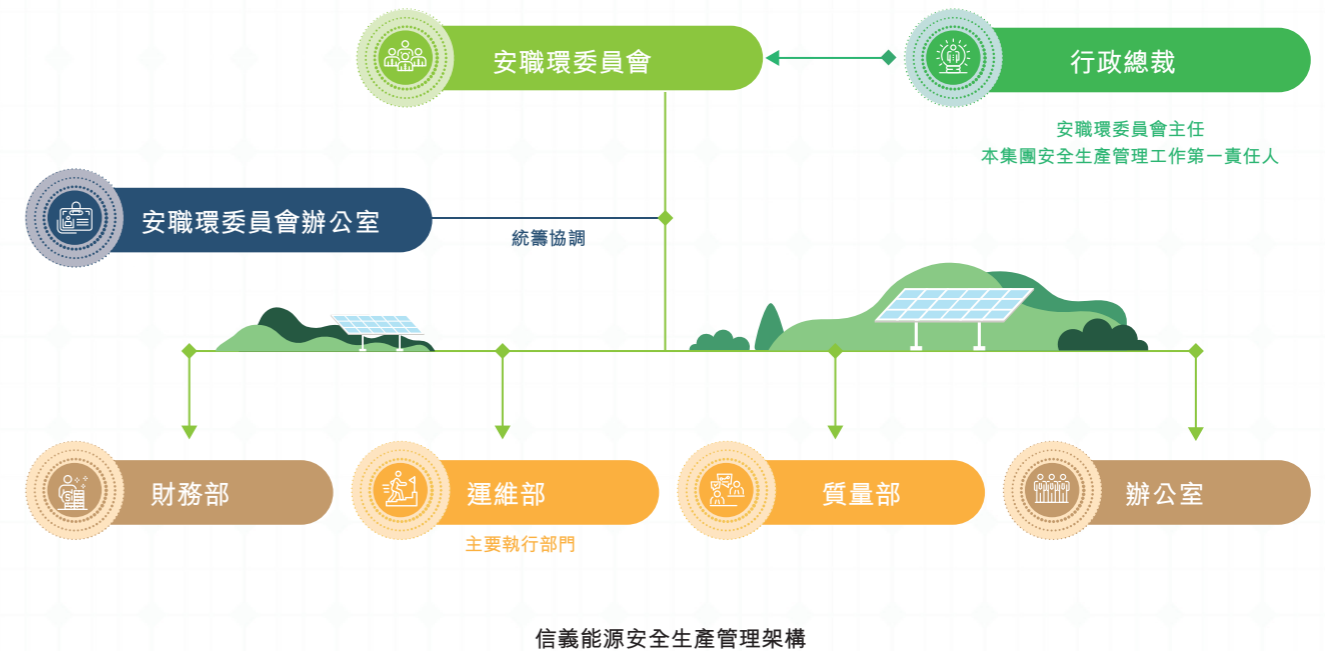 安職環委員會
行政總裁
安職環委員會主任
本集團安全生產管理工作第一責任人
安職環委員會辦公室
統籌協調
財務部
運維部
質量部
辦公室
主要執行部門
信義能源安全生產管理架構